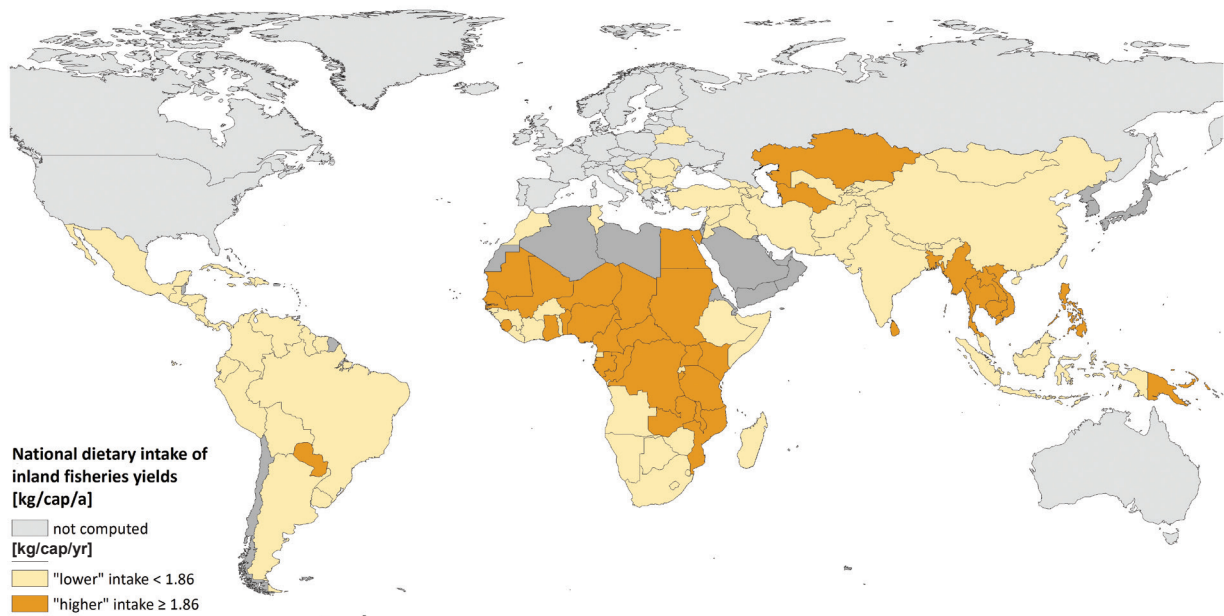 National dietary intake of
inland fisheries yields
[kg/cap/a]
not computed
[kg/cap/yr]
"lower" intake < 1.86
"higher" intake ≥ 1.86